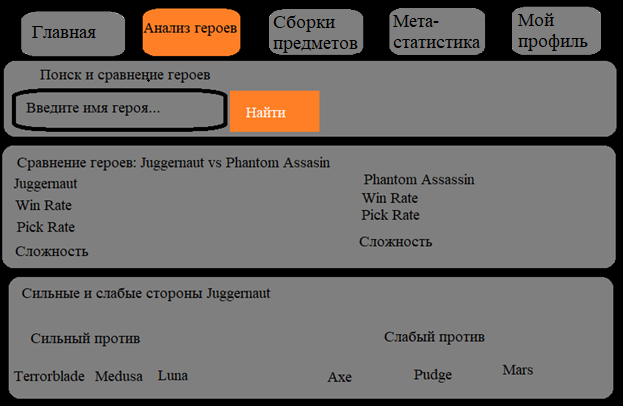 Главная
Анализ героев
Сборки
предметов
Мета-
статистика
Мой
профиль
Поиск и сравнение героев
Введите имя героя...
Найти
Сравнение героев: Juggernaut vs Phantom Assasin
Juggernaut
Win Rate
Pick Rate
Сложность
Phantom Assassin
Win Rate
Pick Rate
Сложность
Сильные и слабые стороны Juggernaut
Сильный против
Слабый против
Terrorblade Medusa Luna
Axe Pudge Mars